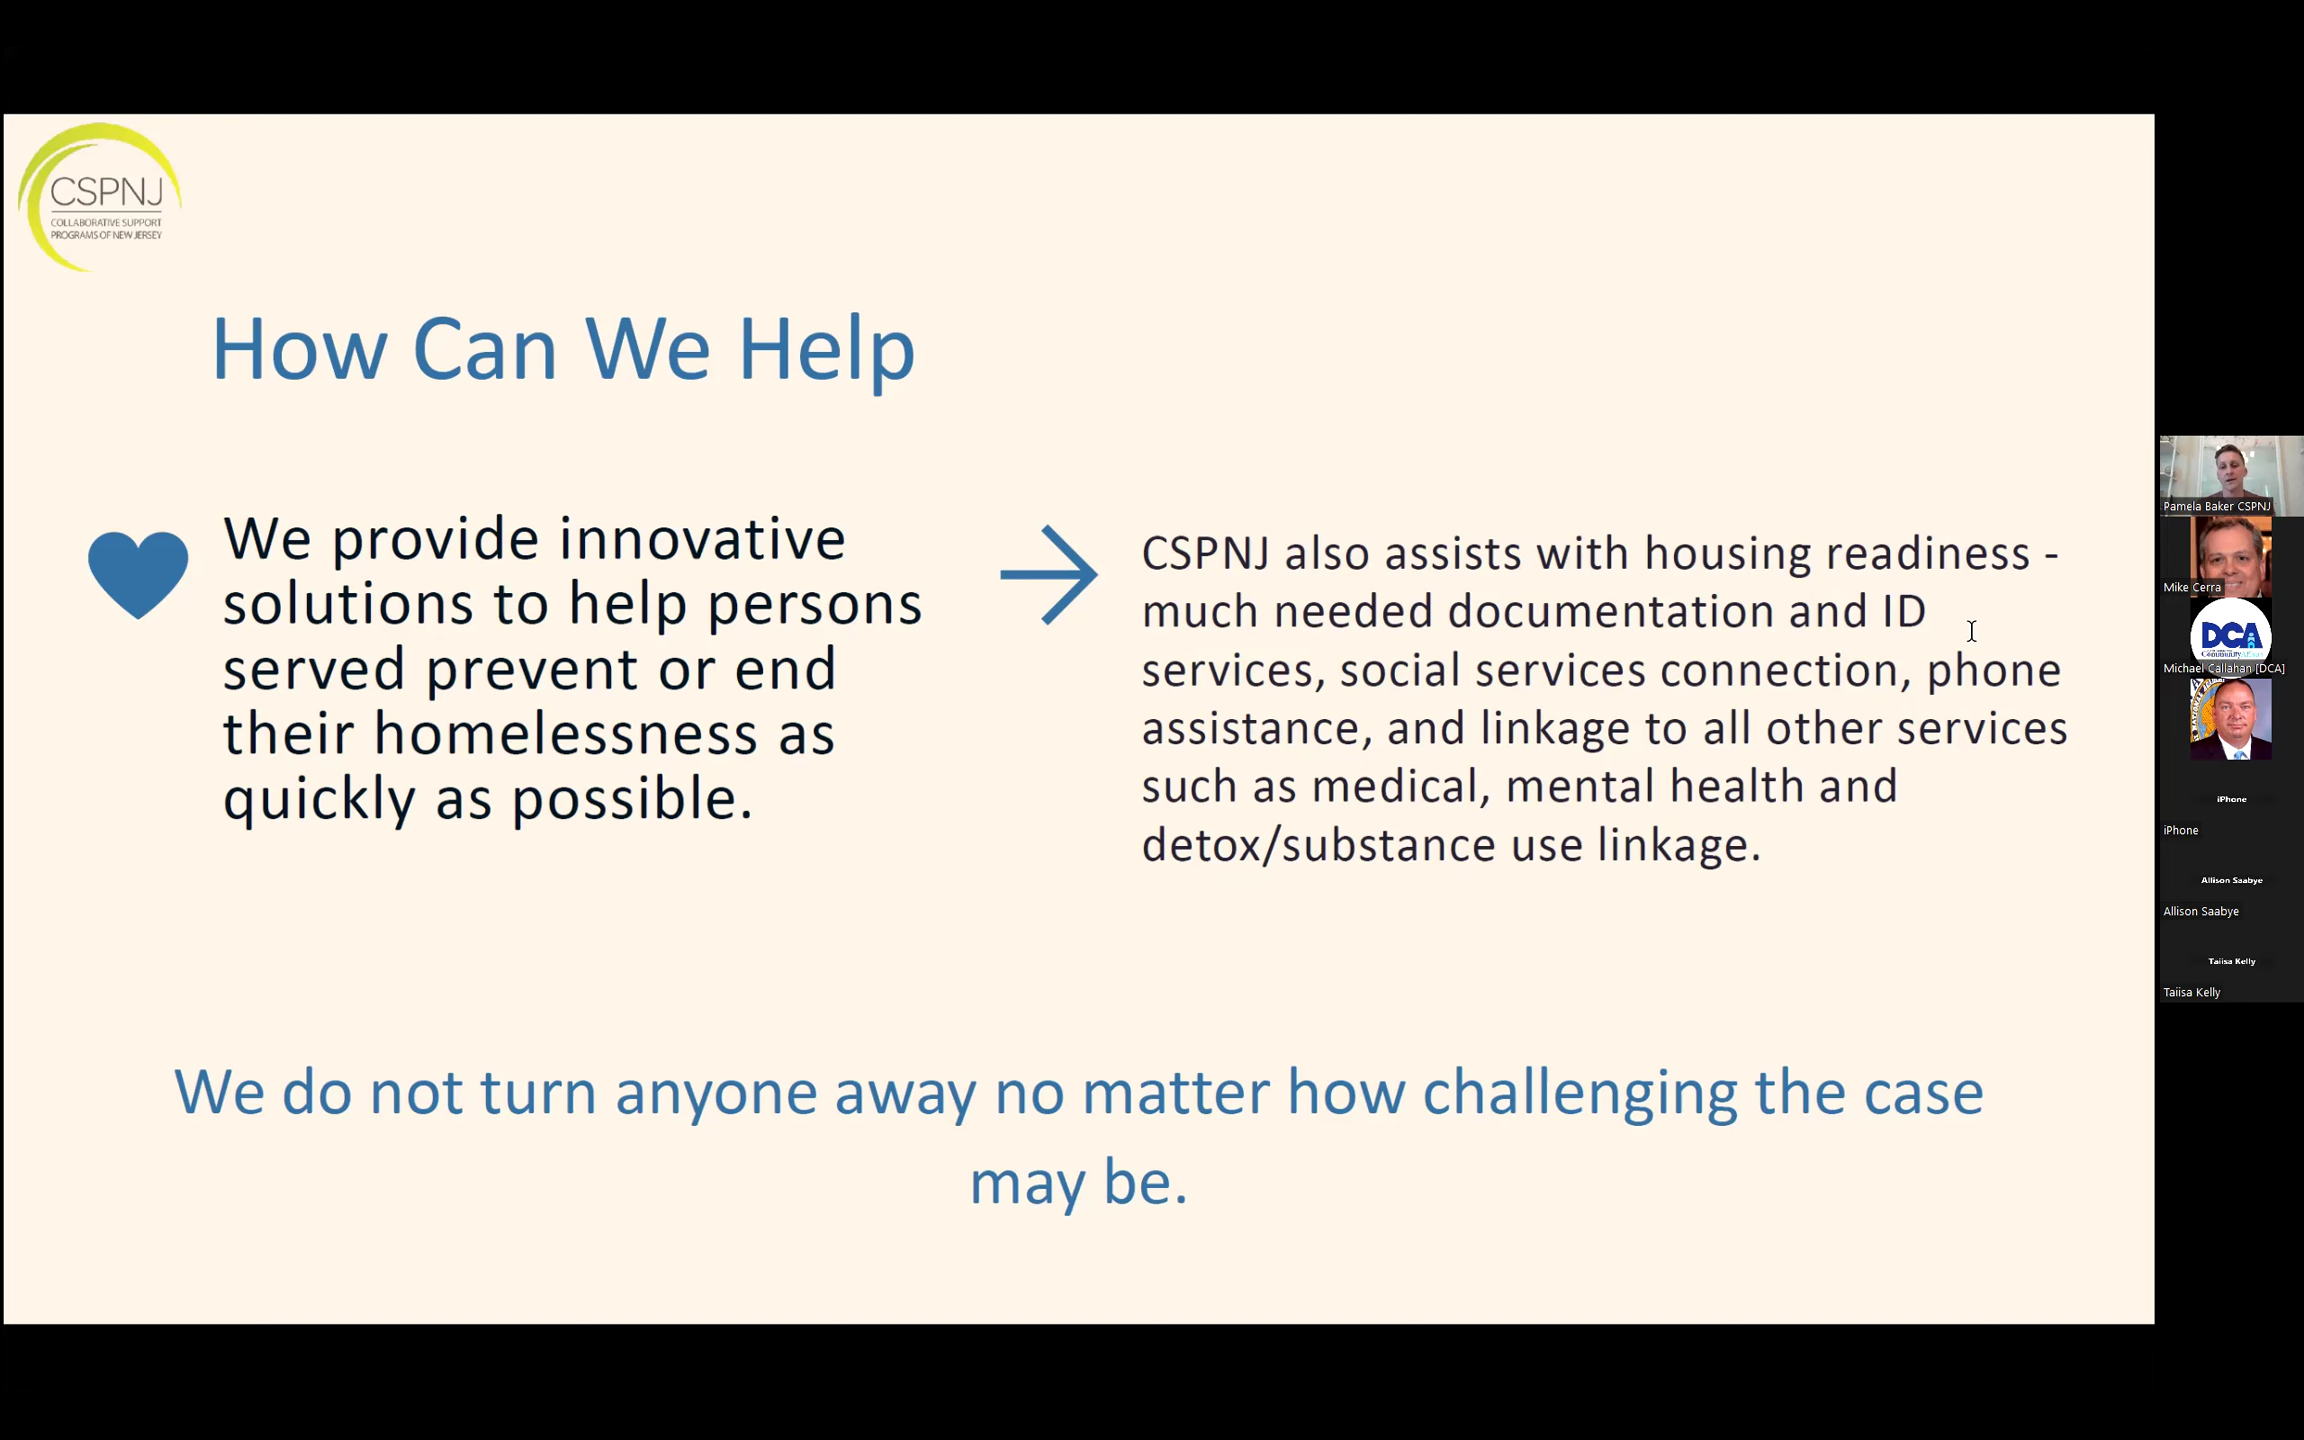 CSPNJ
COLLABORATIVE SUPPORT
PROGRAMS OF NEW JERSEY
How Can We Help
We provide innovative
solutions to help persons
served prevent or end
their homelessness as
quickly as possible.
CSPNJ also assists with housing readiness -
much needed documentation and ID
services, social services connection, phone
assistance, and linkage to all other services
such as medical, mental health and
detox/substance use linkage.
We do not turn anyone away no matter how challenging the case
may be.
Pamela Baker CSPNJ
Mike Cerra
DCA
Michael Callahan [DCA]
iPhone
iPhone
Allison Saabye
Allison Saabye
Taiisa Kelly
Taiisa Kelly